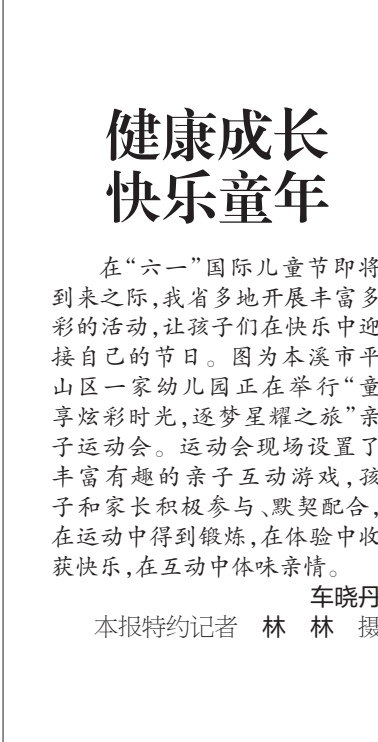 健康成长
快乐童年
在“六一”国际儿童节即将
到来之际，我省多地开展丰富多
彩的活动，让孩子们在快乐中迎
接自己的节日。图为本溪市平
山区一家幼儿园正在举行“童
享炫彩时光，逐梦星耀之旅”亲
子运动会。运动会现场设置了
丰富有趣的亲子互动游戏，孩
子和家长积极参与、默契配合，
在运动中得到锻炼，在体验中收
获快乐，在互动中体味亲情。
车晓丹
本报特约记者　林　林　摄